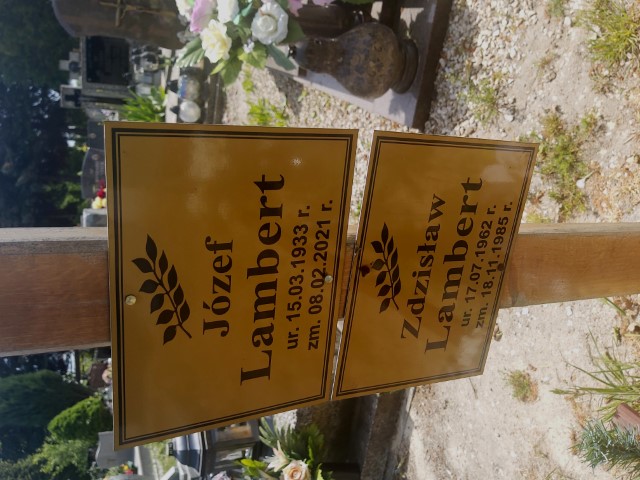 Józef
Lambert
ur. 15.03.1933 r.
zm. 08.02.2021 r.
Zdzisław
Lambert
ur. 17.07.1962 r.
zm. 18.11.1985 r.